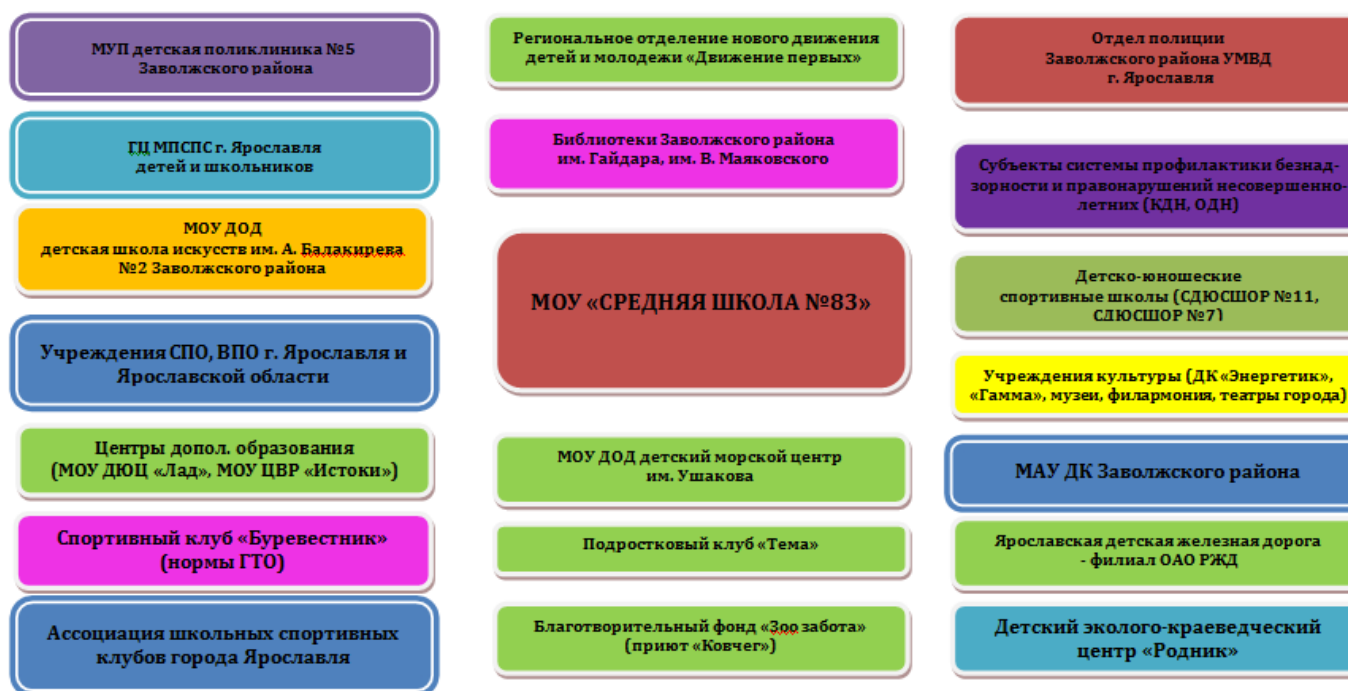 МУП детская поликлиника №5
Заволжского района
ГЦ МПСПС г. Ярославля
детей и школьников
МОУ ДОД
детская школа искусств им. А. Балакирева
№2 Заволжского района
Учреждения СПО, ВПО г. Ярославля и
Ярославской области
Центры допол. образования
(МОУ ДЮЦ «Лад», МОУ ЦВР «Истоки»)
Спортивный клуб «Буревестник»
(нормы ГТО)
Ассоциация школьных спортивных
клубов города Ярославля
Региональное отделение нового движения
детей и молодежи «Движение первых»
Библиотеки Заволжского района
им. Гайдара, им. В. Маяковского
МОУ «СРЕДНЯЯ ШКОЛА №83»
МОУ ДОД детский морской центр
им. Ушакова
Подростковый клуб «Тема»
Благотворительный фонд «Зоо забота»
(приют «Ковчег»)
Отдел полиции
Заволжского района УМВД
г. Ярославля
Субъекты системы профилактики безнад-
зорности и правонарушений несовершенно-
летних (КДН, ОДН)
Детско-юношеские
спортивные школы (СДЮСШОР №11,
СДЮСШОР №7)
Учреждения культуры (ДК «Энергетик»,
«Гамма», музеи, филармония, театры города)
МАУ ДК Заволжского района
Ярославская детская железная дорога
- филиал ОАО РЖД
Детский эколого-краеведческий
центр «Родник»